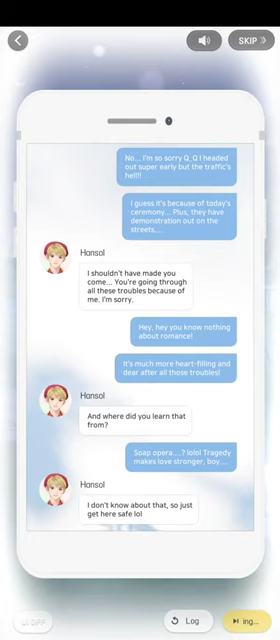 SKIP
No... I'm so sorry Q_Q I headed
out super early but the traffic's
hell!!
I guess it's because of today's
ceremony... Plus, they have
demonstration out on the
streets....
Hansol
I shouldn't have made you
come... You're going through
all these troubles because of
me. I'm sorry.
Hey, hey you know nothing
about romance!
It's much more heart-filling and
dear after all those troubles!
Hansol
And where did you learn that
from?
Soap opera....? lolol Tragedy
makes love stronger, boy....
Hansol
I don't know about that, so just
get here safe lol
UI OFF
Log
ing...